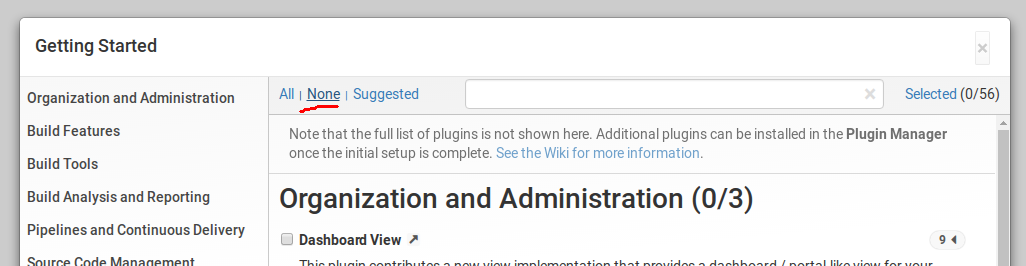 Getting Started
×
Organization and Administration
Build Features
Build Tools
Build Analysis and Reporting
Pipelines and Continuous Delivery
Source Code Management
All | None | Suggested
×
Selected (0/56)
Note that the full list of plugins is not shown here. Additional plugins can be installed in the Plugin Manager
once the initial setup is complete. See the Wiki for more information.
Organization and Administration (0/3)
Dashboard View
9
This plugin contributes a new view implementation that provides a dashboard / portal-like view for your